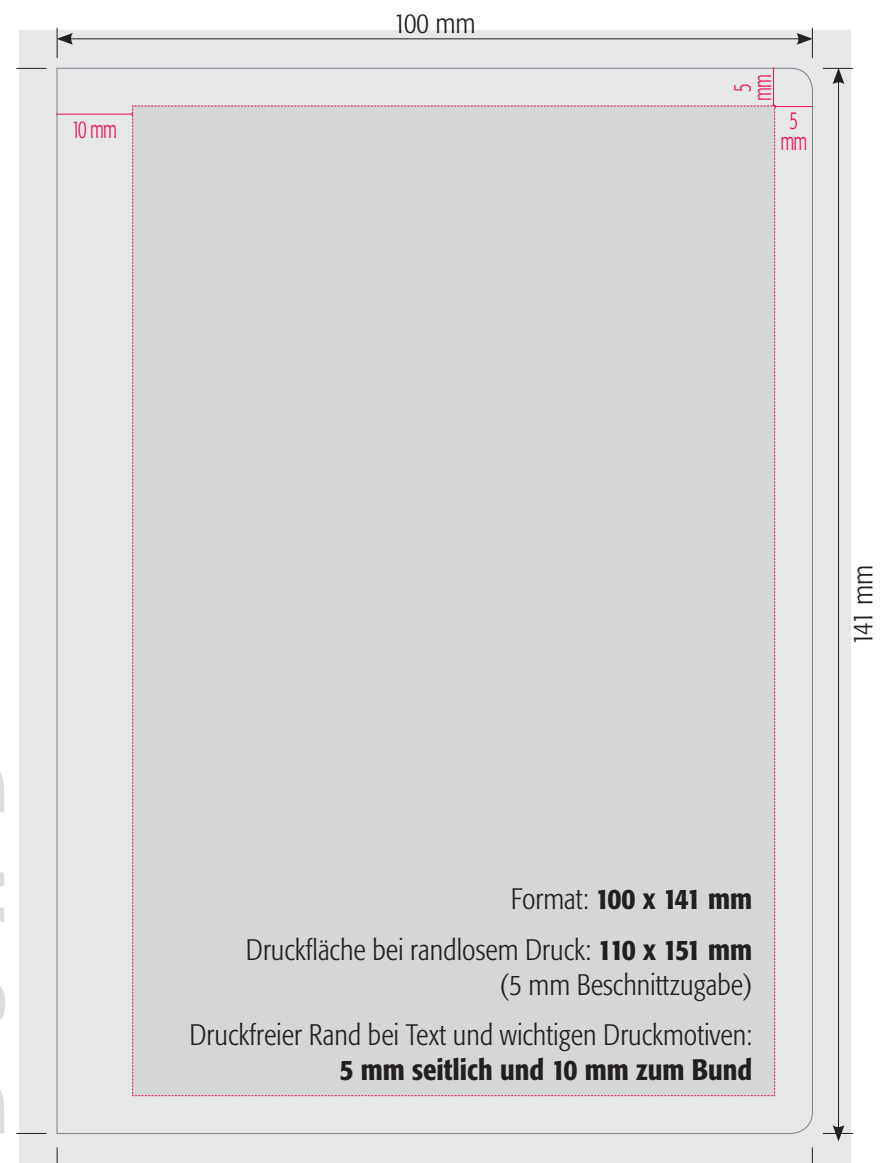 100 mm
5 mm
10 mm
5
mm
141 mm
Format: 100 x 141 mm
Druckfläche bei randlosem Druck: 110 x 151 mm
(5 mm Beschnittzugabe)
Druckfreier Rand bei Text und wichtigen Druckmotiven:
5 mm seitlich und 10 mm zum Bund